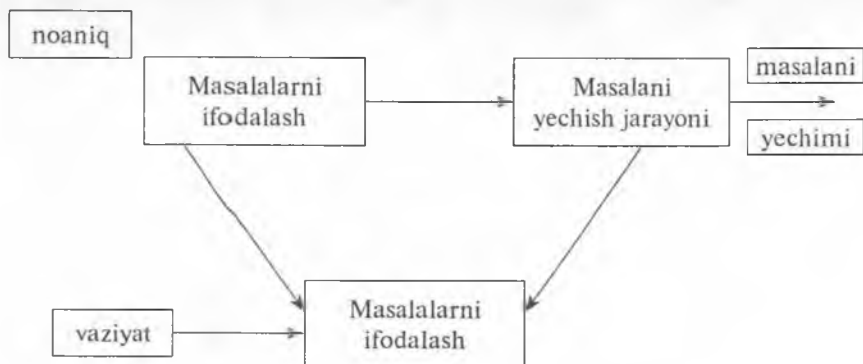 noaniq
Masalalarni
ifodalash
Masalani
yechish jarayoni
masalani
yechimi
Masalalarni
ifodalash
vaziyat